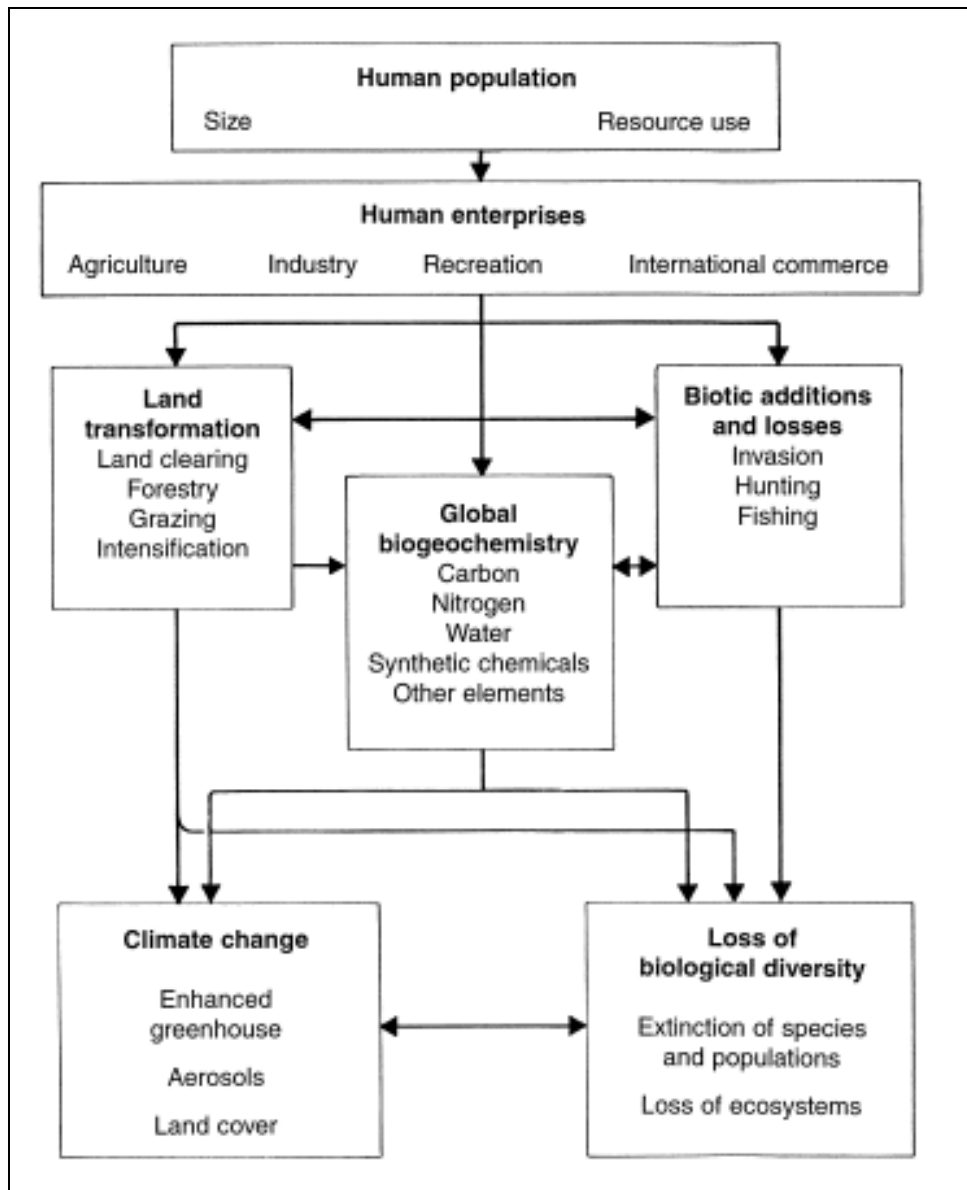 Human population
Size Resource use
Human enterprises
Agriculture Industry Recreation International commerce
Land
transformation
Land clearing
Forestry
Grazing
Intensification
Biotic additions
and losses
Invasion
Hunting
Fishing
Global
biogeochemistry
Carbon
Nitrogen
Water
Synthetic chemicals
Other elements
Climate change
Enhanced
greenhouse
Aerosols
Land cover
Loss of
biological diversity
Extinction of species
and populations
Loss of ecosystems